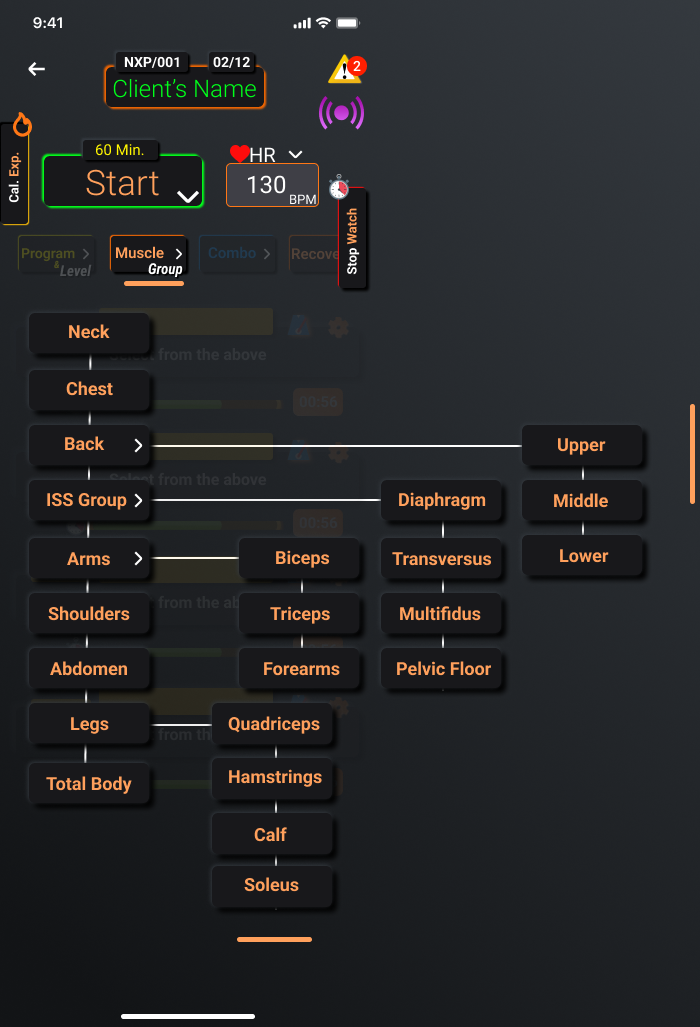 9:41
NXP/001 02/12
Client's Name
2
60 Min.
Start
HR
130
BPM
Cal. Exp.
Stop Watch
Program
&
Level
Muscle
Group
Combo
Recove
Neck
Select from the above
Chest
00:56
Back
Upper
Select from the above
ISS Group
Diaphragm
Middle
00:56
Arms
Biceps
Transversus
Lower
from the ab
Shoulders
Triceps
Multifidus
Abdomen
Forearms
Pelvic Floor
Legs
Quadriceps
from th
Hamstrings
Total Body
Calf
Soleus